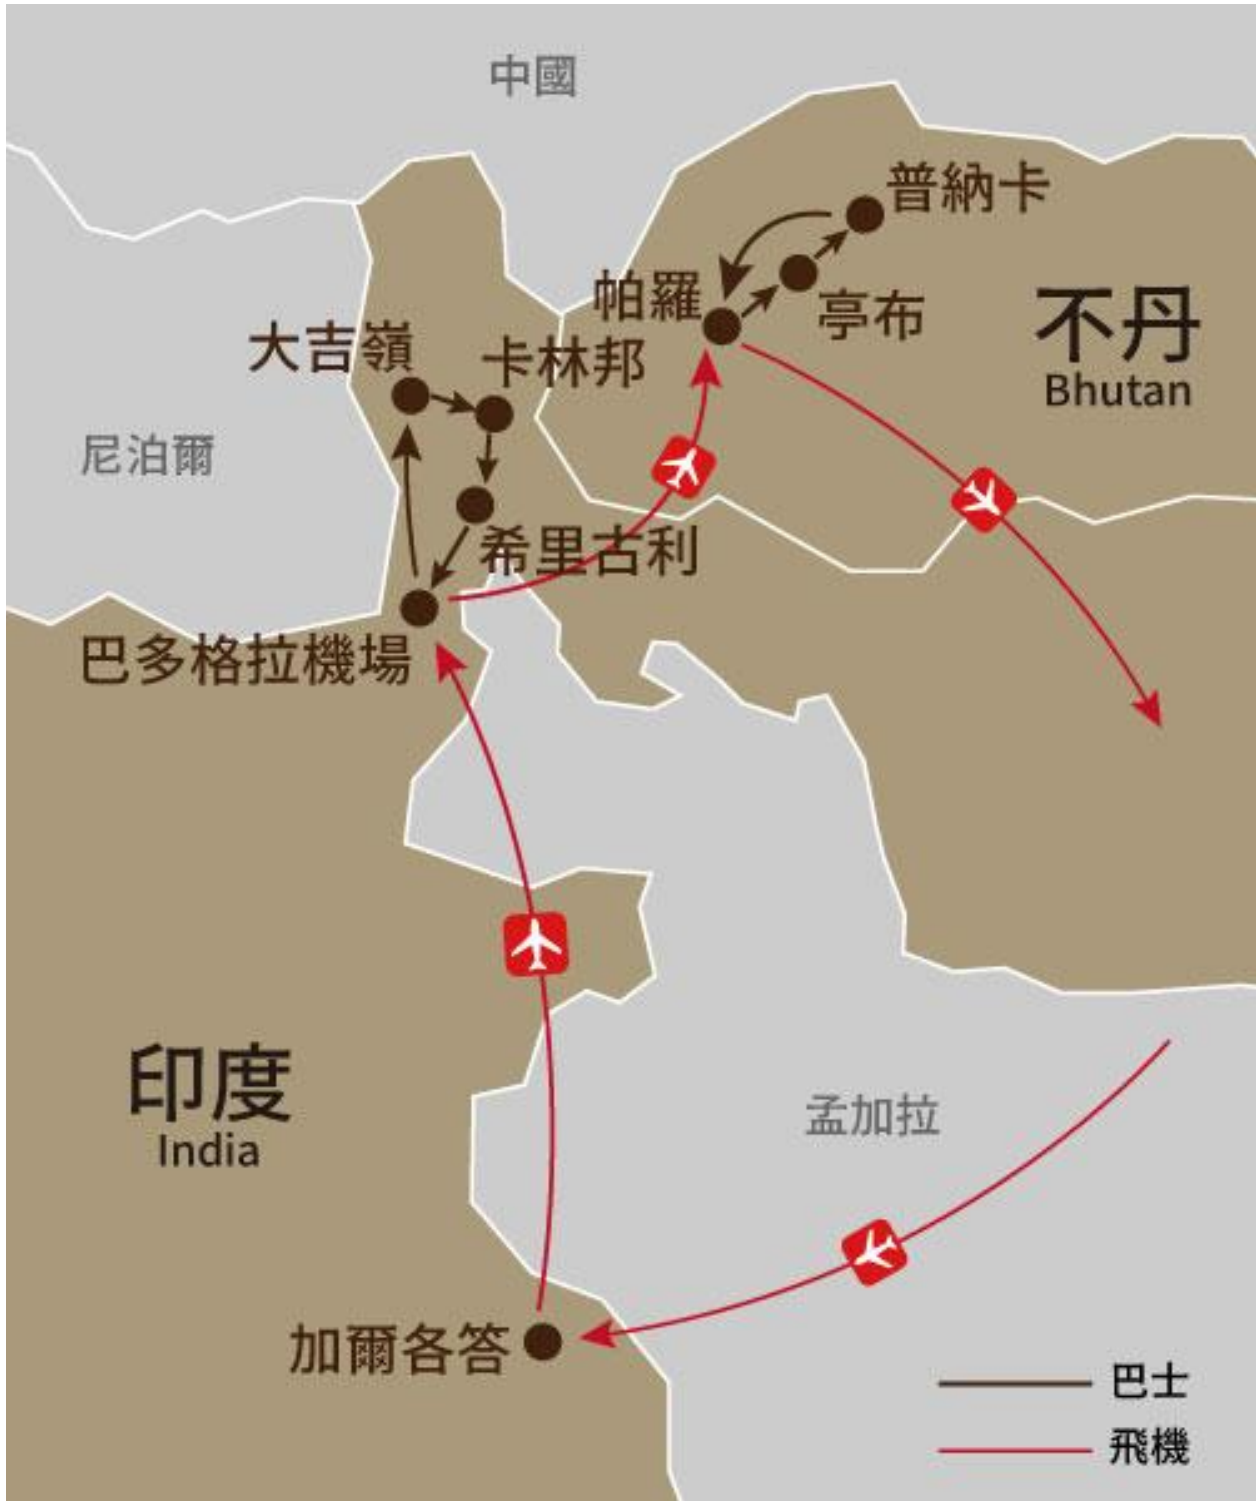 中國
普納卡
帕羅
亭布
不丹
Bhutan
大吉嶺
卡林邦
尼泊爾
希里古利
巴多格拉機場
印度
India
孟加拉
加爾各答
巴士
飛機